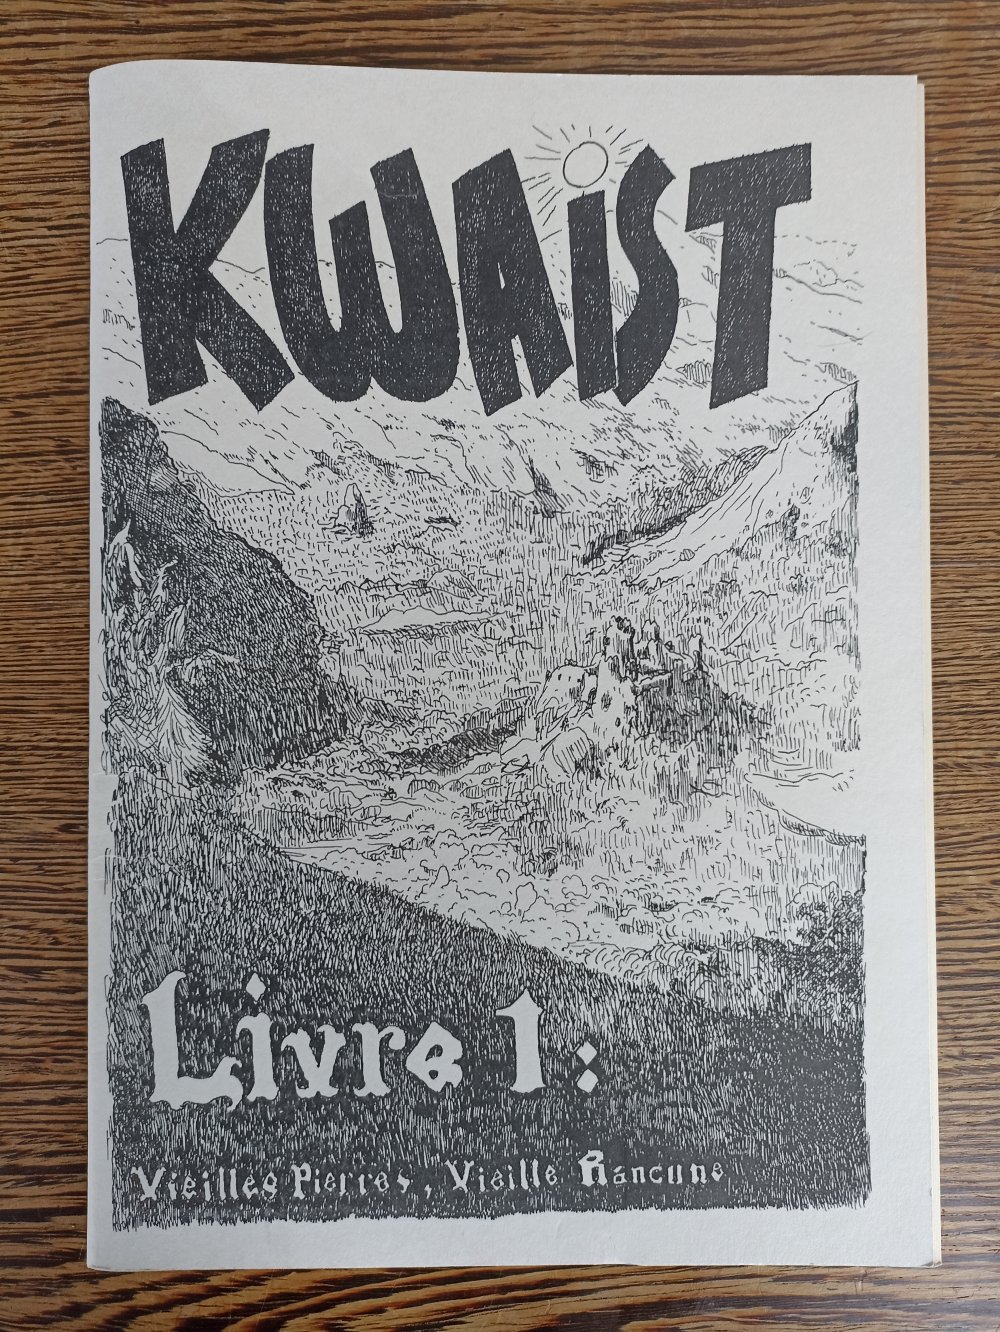 KWAiST
Livre 1 :
Vieilles Pierres, Vieille Rancune